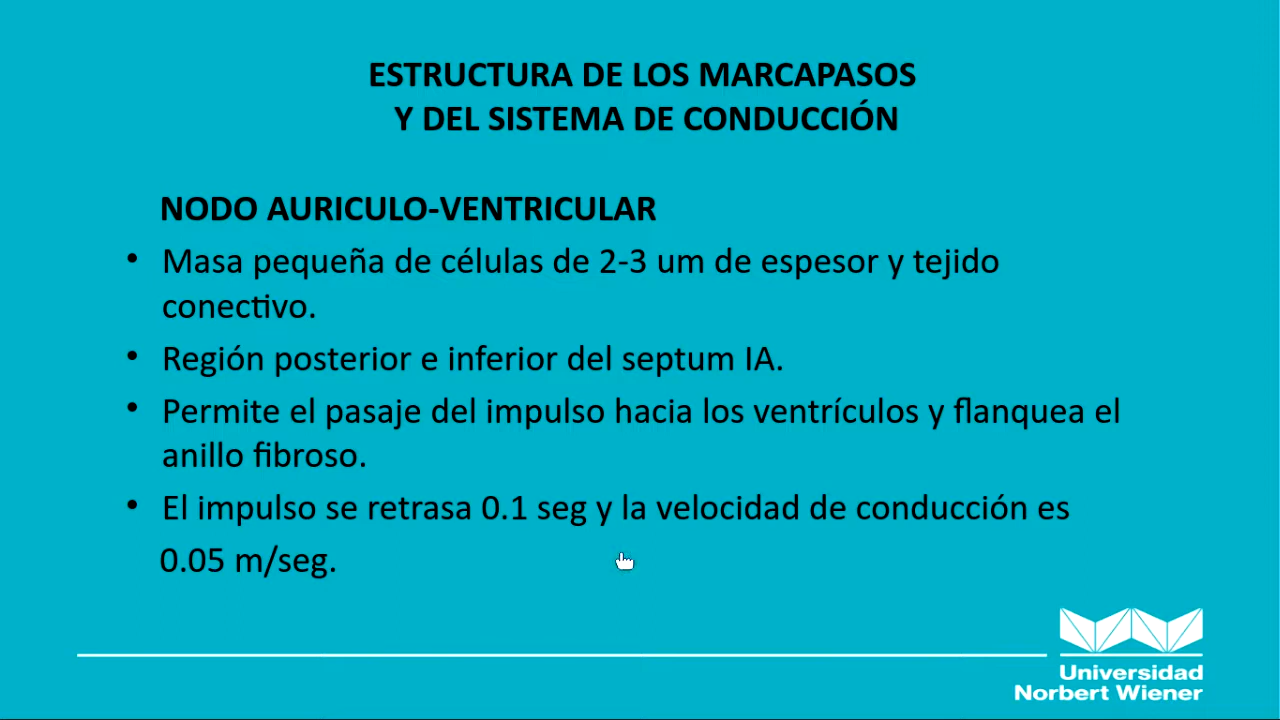 ESTRUCTURA DE LOS MARCAPASOS
Y DEL SISTEMA DE CONDUCCIÓN
NODO AURICULO-VENTRICULAR
• Masa pequeña de células de 2-3 um de espesor y tejido
conectivo.
• Región posterior e inferior del septum IA.
• Permite el pasaje del impulso hacia los ventrículos y flanquea el
anillo fibroso.
• El impulso se retrasa 0.1 seg y la velocidad de conducción es
0.05 m/seg.
Universidad
Norbert Wiener